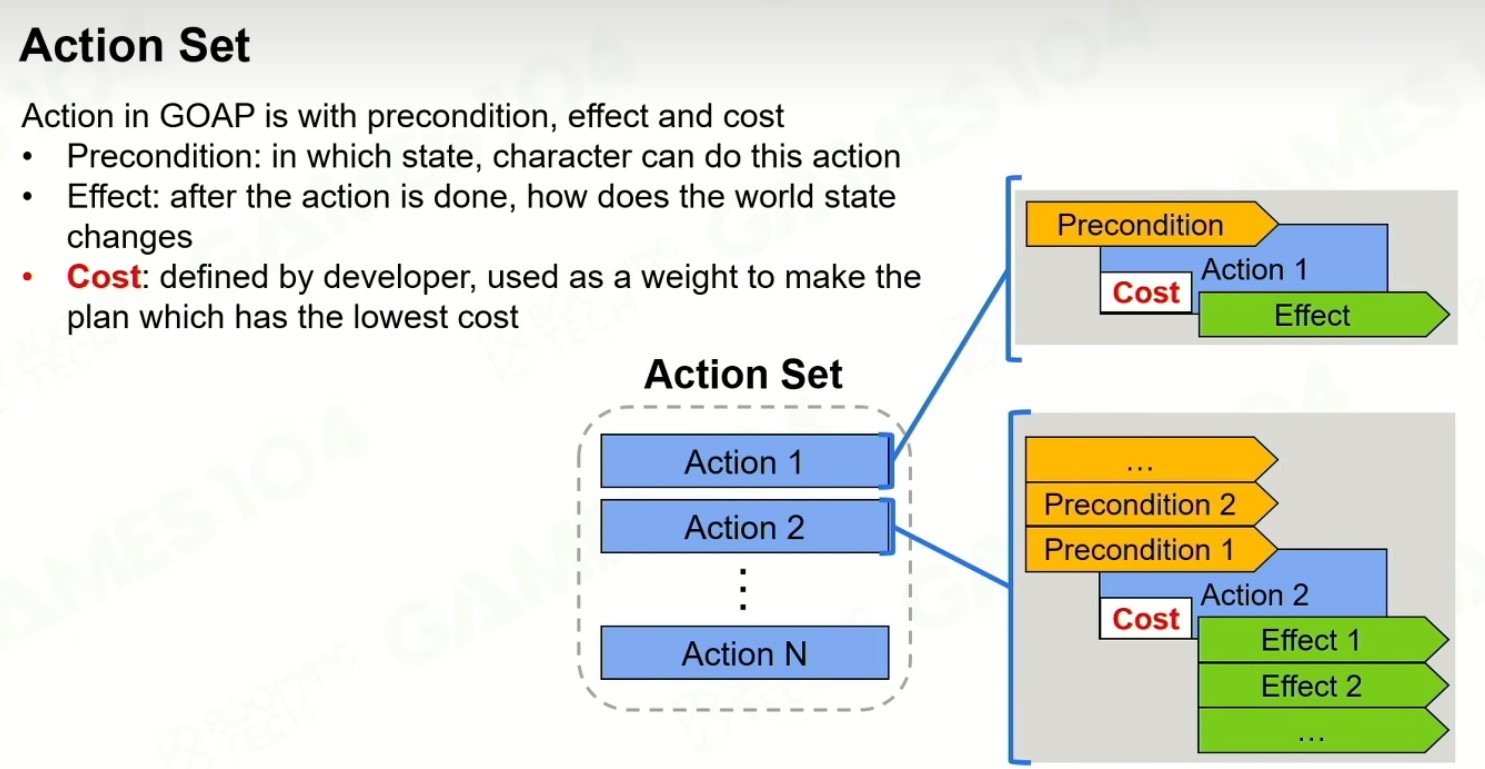 Action Set
Action in GOAP is with precondition, effect and cost
• Precondition: in which state, character can do this action
• Effect: after the action is done, how does the world state
changes
• Cost: defined by developer, used as a weight to make the
plan which has the lowest cost
Action Set
Action 1
Action 2
⋮
Action N
Precondition
Action 1
Cost
Effect
...
Precondition 2
Precondition 1
Action 2
Cost
Effect 1
Effect 2
...
GAMES104
BOOMING
TECH